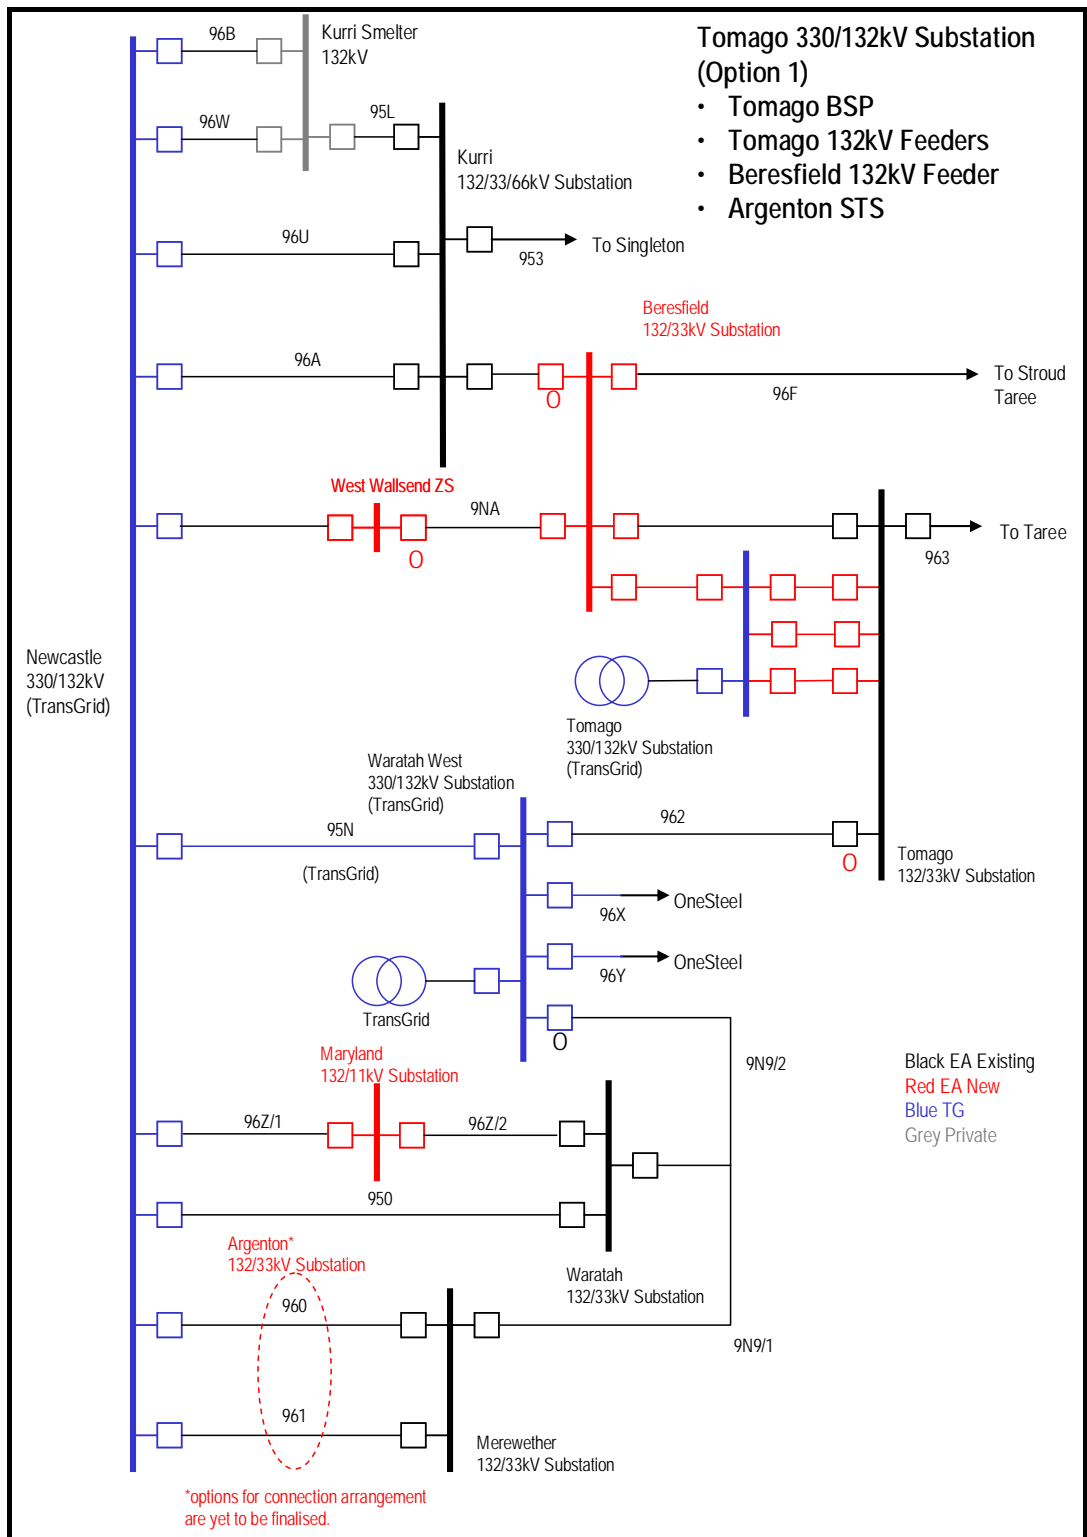 Tomago 330/132kV Substation
(Option 1)
• Tomago BSP
• Tomago 132kV Feeders
• Beresfield 132kV Feeder
• Argenton STS
96B
Kurri Smelter
132kV
96W
95L
Kurri
132/33/66kV Substation
96U
953
To Singleton
Beresfield
132/33kV Substation
96A
O
96F
To Stroud
Taree
West Wallsend ZS
9NA
O
963
To Taree
Newcastle
330/132kV
(TransGrid)
Tomago
330/132kV Substation
(TransGrid)
Waratah West
330/132kV Substation
(TransGrid)
95N
(TransGrid)
962
O
Tomago
132/33kV Substation
96X
OneSteel
96Y
OneSteel
TransGrid
O
9N9/2
Maryland
132/11kV Substation
Black EA Existing
Red EA New
Blue TG
Grey Private
96Z/1
96Z/2
950
Argenton*
132/33kV Substation
Waratah
132/33kV Substation
960
9N9/1
961
Merewether
132/33kV Substation
*options for connection arrangement
are yet to be finalised.